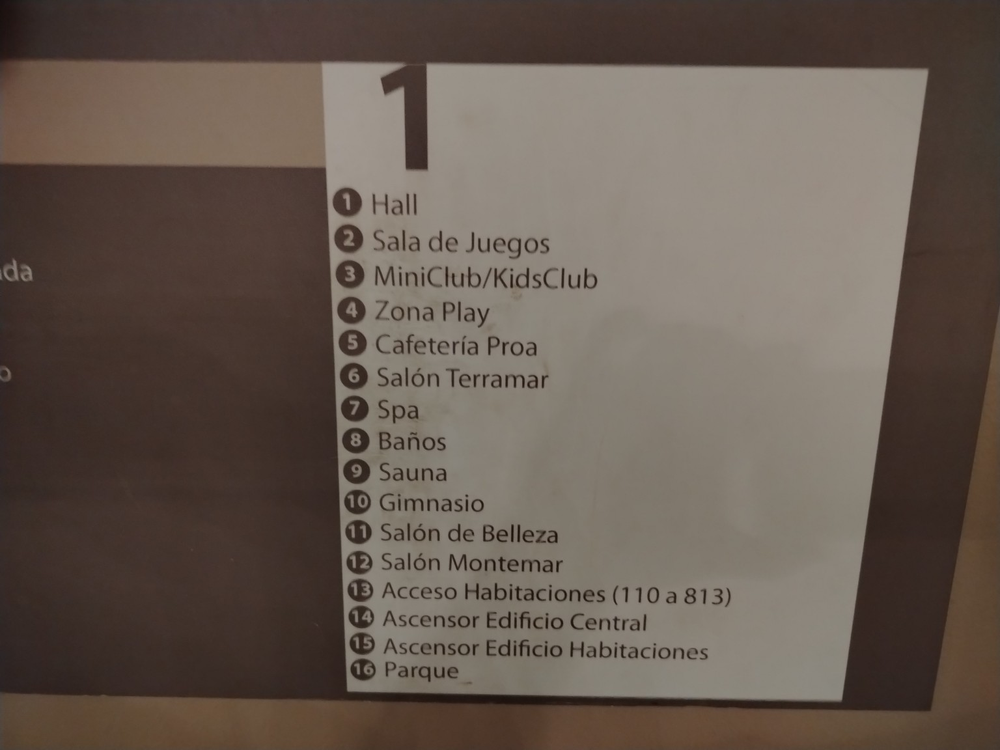 1
1 Hall
2 Sala de Juegos
3 MiniClub/KidsClub
4 Zona Play
5 Cafetería Proa
6 Salón Terramar
7 Spa
8 Baños
9 Sauna
10 Gimnasio
11 Salón de Belleza
12 Salón Montemar
13 Acceso Habitaciones (110 a 813)
14 Ascensor Edificio Central
15 Ascensor Edificio Habitaciones
16 Parque